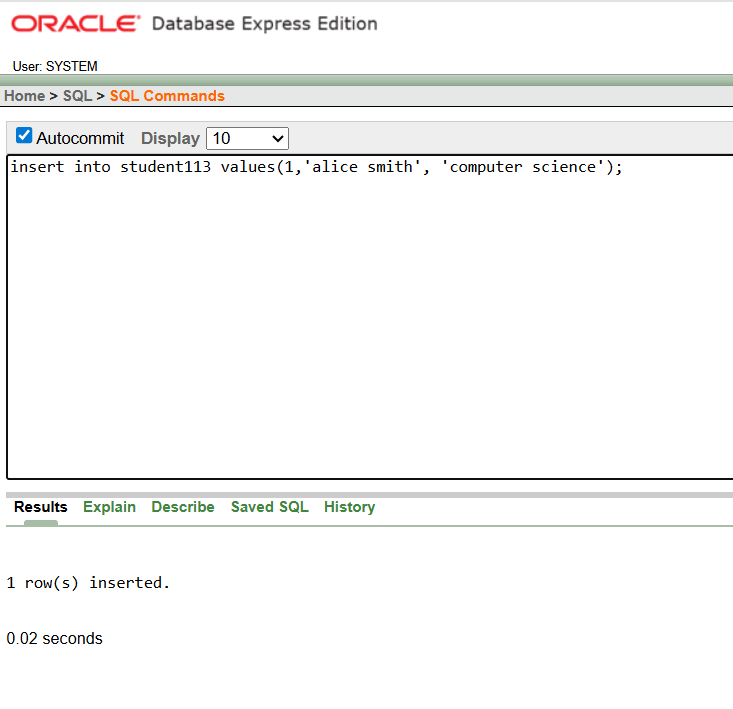 ORACLE Database Express Edition
User: SYSTEM
Home > SQL > SQL Commands
Autocommit Display 10
insert into student113 values(1,'alice smith', 'computer science');
Results Explain Describe Saved SQL History
1 row(s) inserted.
0.02 seconds